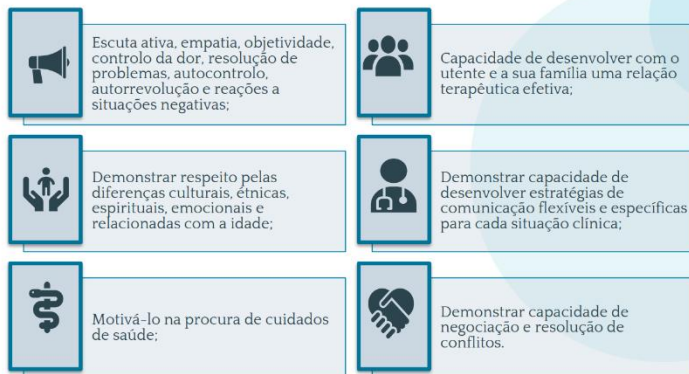 Escuta ativa, empatia, objetividade,
controlo da dor, resolução de
problemas, autocontrolo,
autorrevolução e reações a
situações negativas;
Capacidade de desenvolver com o
utente e a sua família uma relação
terapêutica efetiva;
Demonstrar respeito pelas
diferenças culturais, étnicas,
espirituais, emocionais e
relacionadas com a idade;
Demonstrar capacidade de
desenvolver estratégias de
comunicação flexíveis e específicas
para cada situação clínica;
Motivá-lo na procura de cuidados
de saúde;
Demonstrar capacidade de
negociação e resolução de
conflitos.